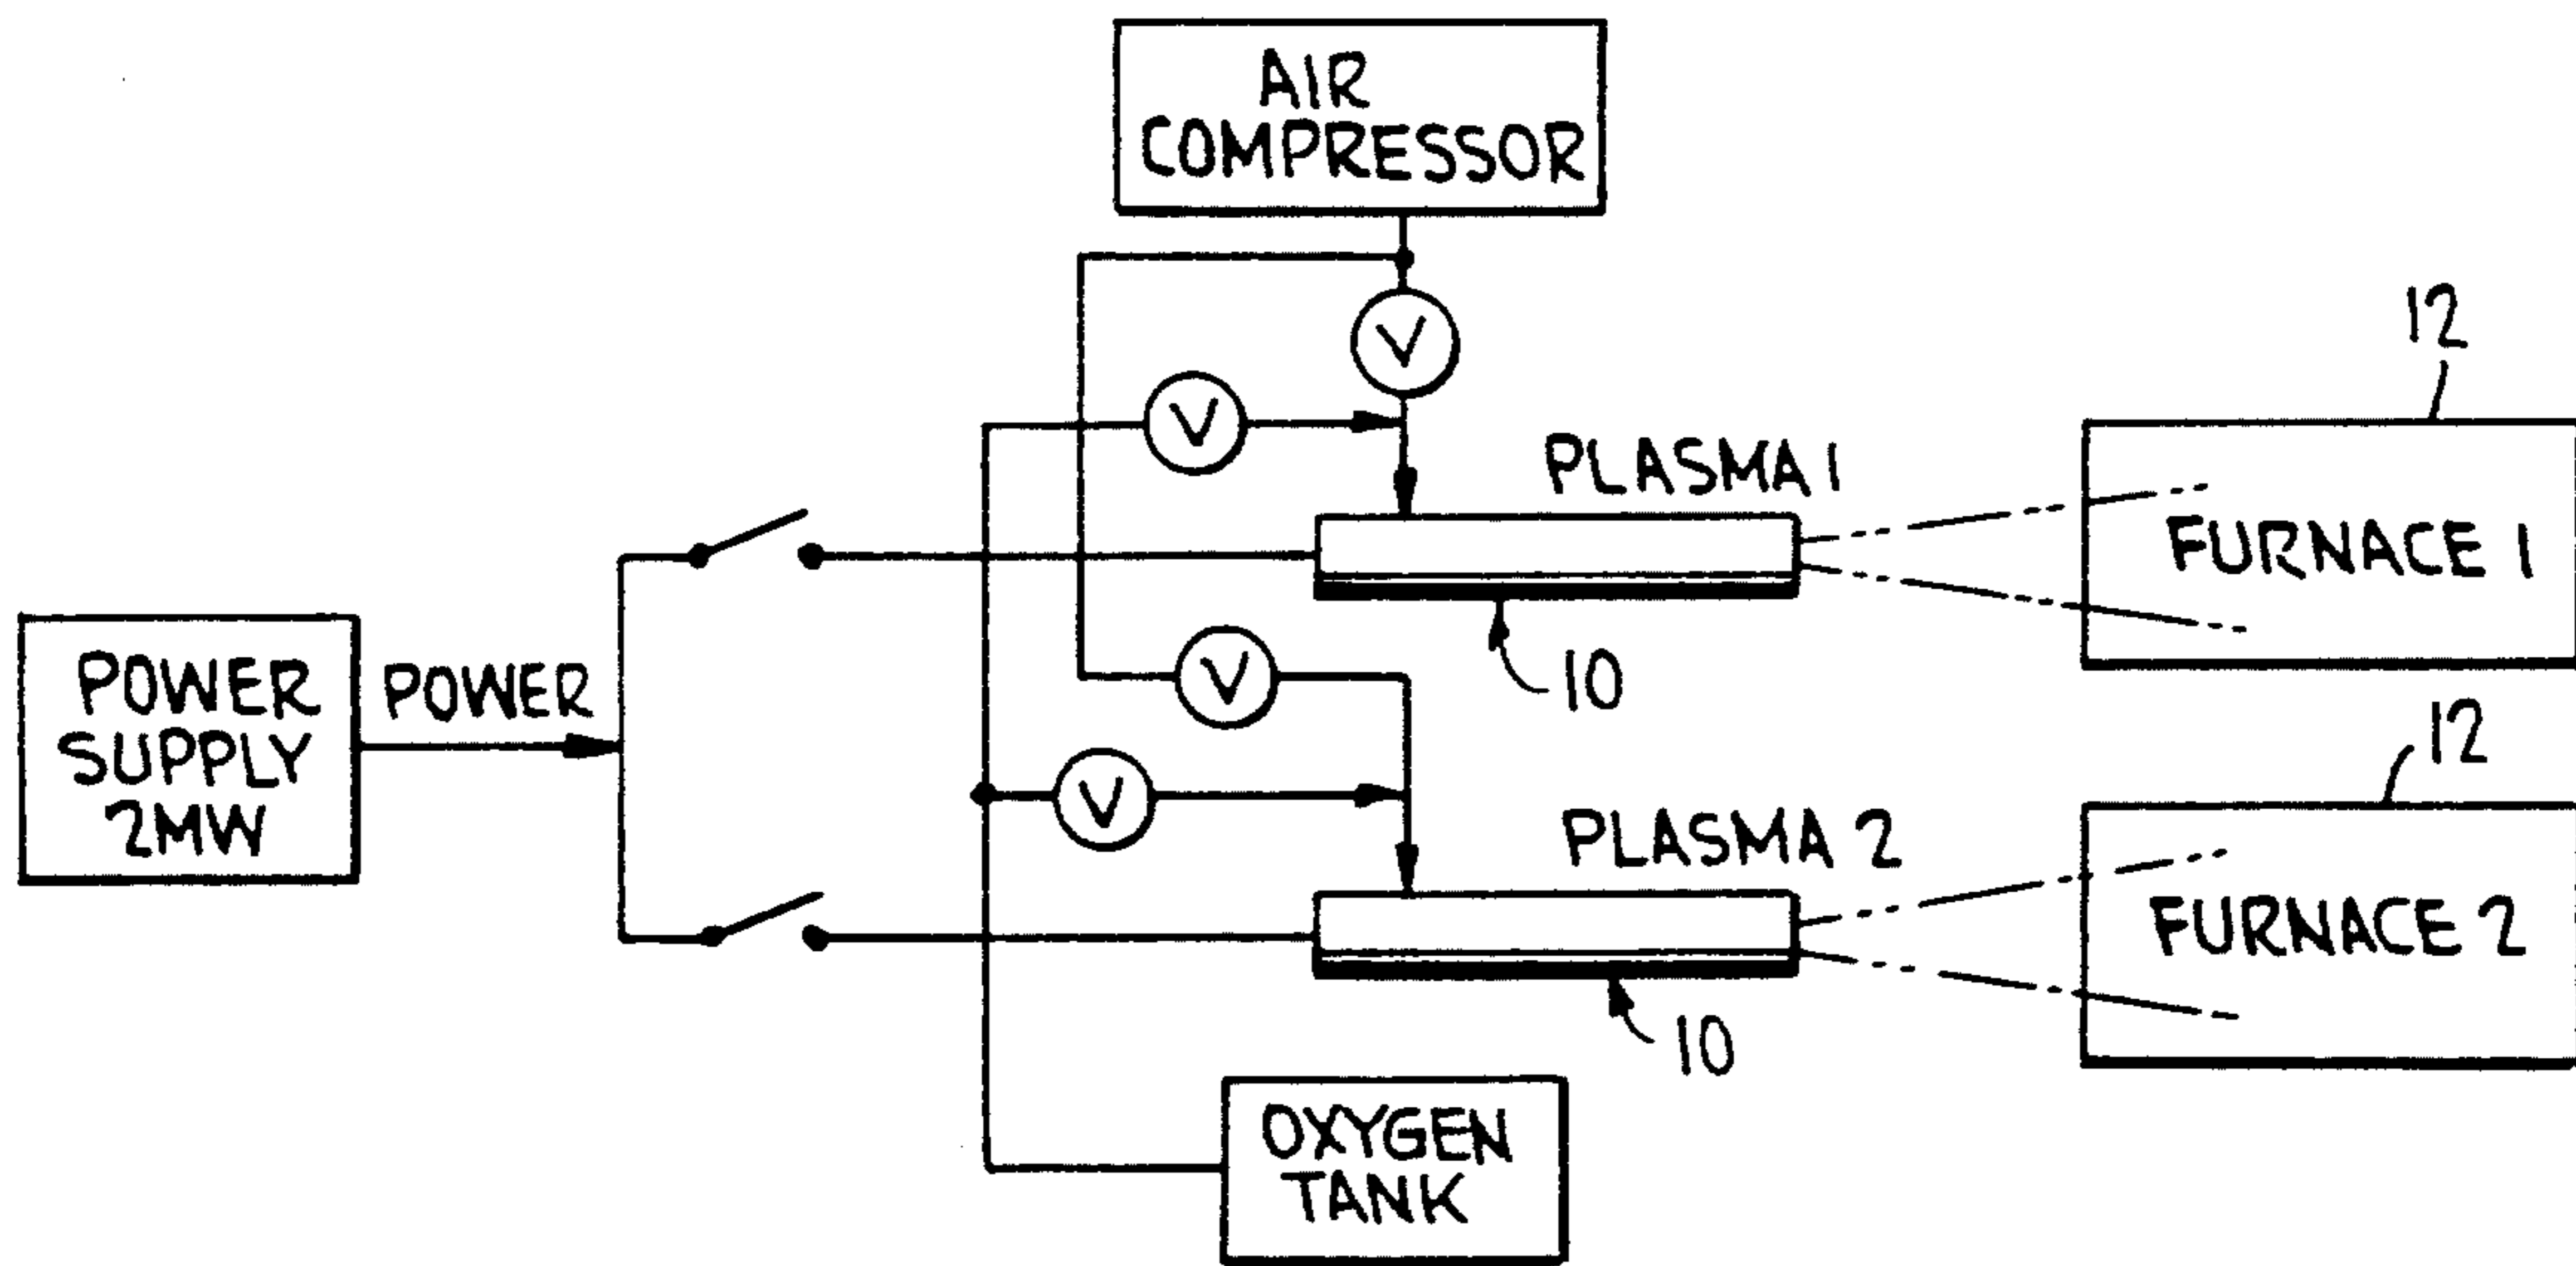 AIR
COMPRESSOR
V
V
12
PLASMA 1
FURNACE 1
10
POWER
SUPPLY
2MW
POWER
V
V
12
PLASMA 2
FURNACE 2
10
OXYGEN
TANK